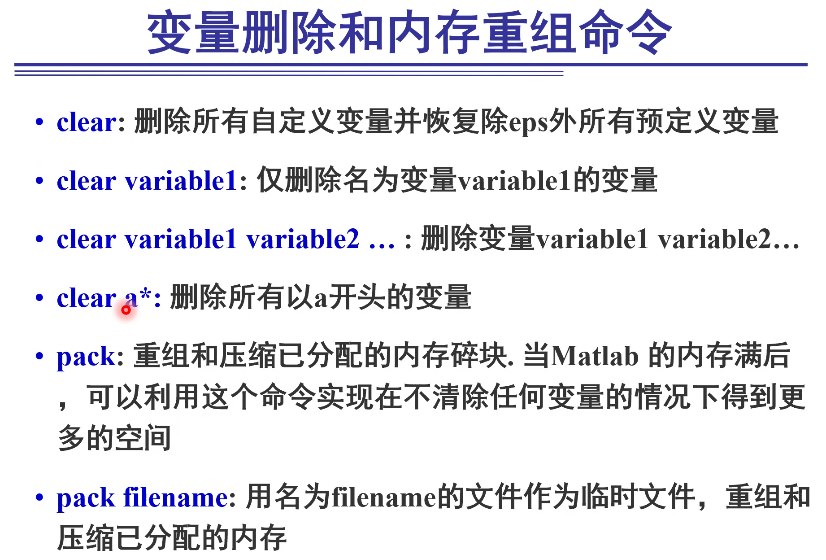 变量删除和内存重组命令
• clear: 删除所有自定义变量并恢复除eps外所有预定义变量
• clear variable1: 仅删除名为变量variable1的变量
• clear variable1 variable2 … : 删除变量variable1 variable2…
• clear a*: 删除所有以a开头的变量
• pack: 重组和压缩已分配的内存碎块. 当Matlab 的内存满后
，可以利用这个命令实现在不清除任何变量的情况下得到更
多的空间
• pack filename: 用名为filename的文件作为临时文件，重组和
压缩已分配的内存